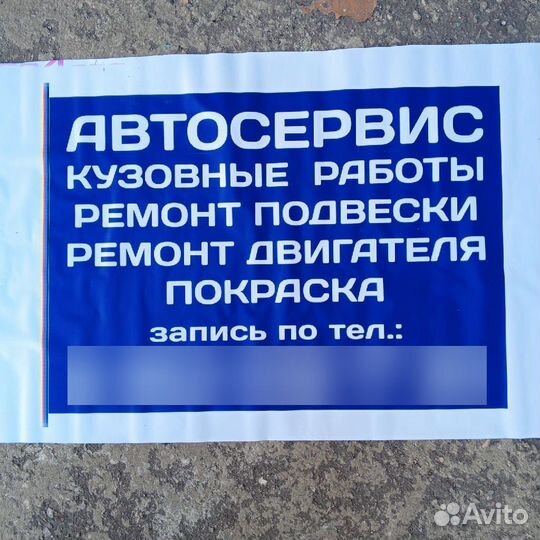 АВТОСЕРВИС
КУЗОВНЫЕ РАБОТЫ
РЕМОНТ ПОДВЕСКИ
РЕМОНТ ДВИГАТЕЛЯ
ПОКРАСКА
запись по тел.:
Avito